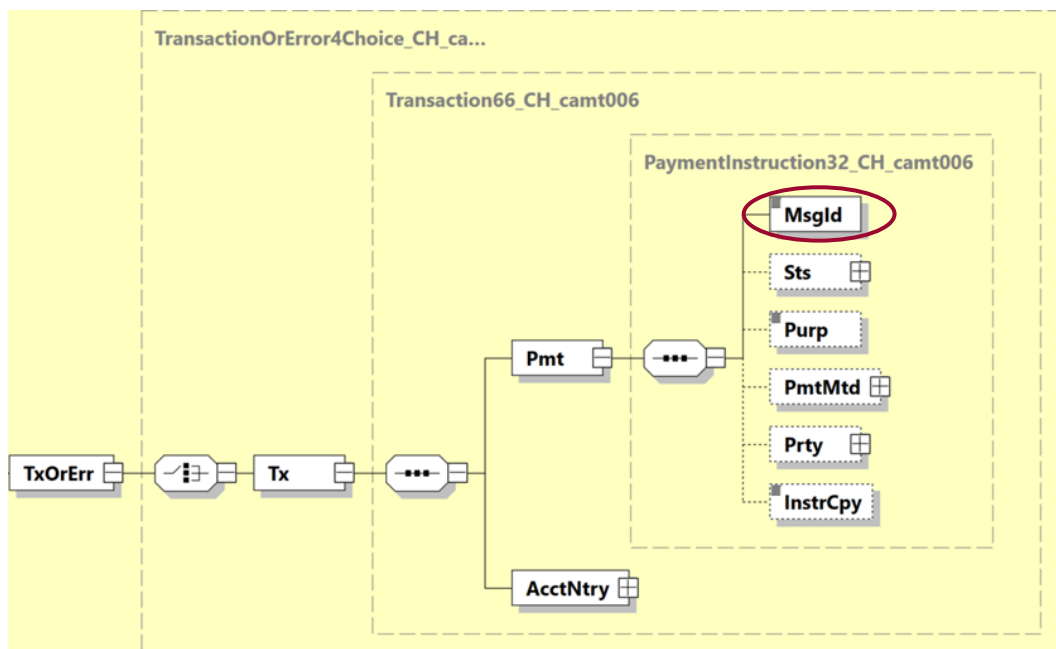 TransactionOrError4Choice_CH_ca...
Transaction66_CH_camt006
PaymentInstruction32_CH_camt006
MsgId
Sts
Purp
Pmt
PmtMtd
Prty
TxOrErr
Tx
InstrCpy
AcctNtry